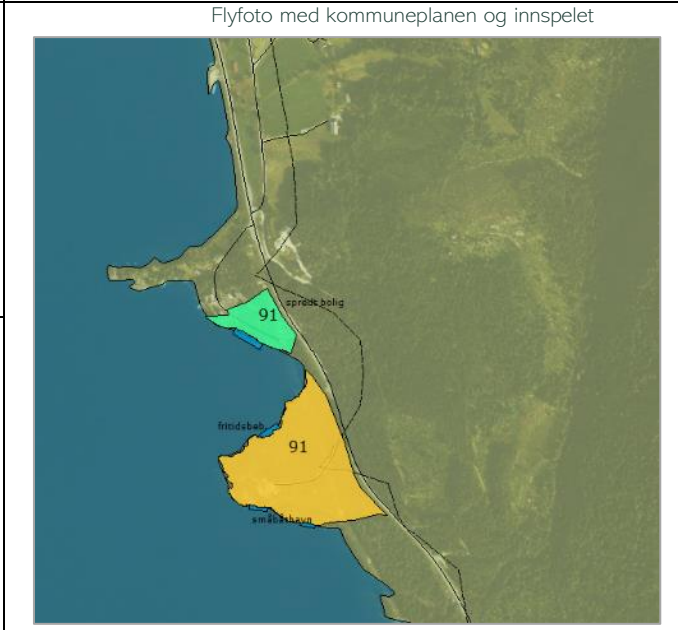 Flyfoto med kommuneplanen og innspelet
spredt bolig
91
91
fritidsbeb.
småbåthavn